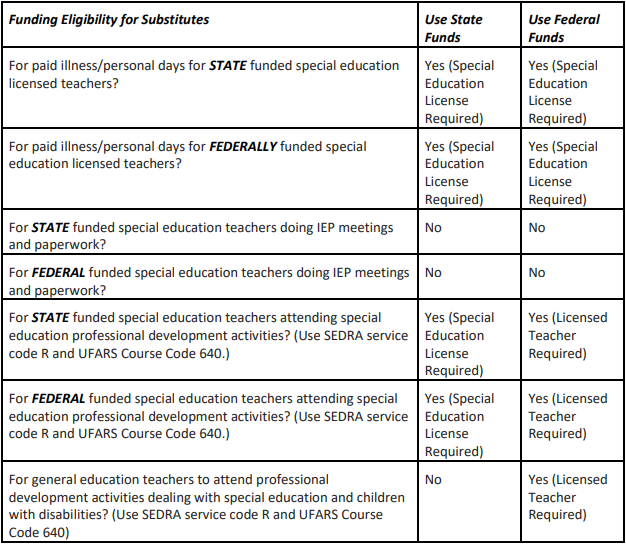 Funding Eligibility for Substitutes
Use State
Funds
Use Federal
Funds
For paid illness/personal days for STATE funded special education
licensed teachers?
Yes (Special
Education
License
Required)
Yes (Special
Education
License
Required)
For paid illness/personal days for FEDERALLY funded special
education licensed teachers?
Yes (Special
Education
License
Required)
Yes (Special
Education
License
Required)
For STATE funded special education teachers doing IEP meetings
and paperwork?
No
No
For FEDERAL funded special education teachers doing IEP meetings
and paperwork?
No
No
For STATE funded special education teachers attending special
education professional development activities? (Use SEDRA service
code R and UFARS Course Code 640.)
Yes (Special
Education
License
Required)
Yes (Licensed
Teacher
Required)
For FEDERAL funded special education teachers attending special
education professional development activities? (Use SEDRA service
code R and UFARS Course Code 640.)
Yes (Special
Education
License
Required)
Yes (Licensed
Teacher
Required)
For general education teachers to attend professional
development activities dealing with special education and children
with disabilities? (Use SEDRA service code R and UFARS Course
Code 640)
No
Yes (Licensed
Teacher
Required)